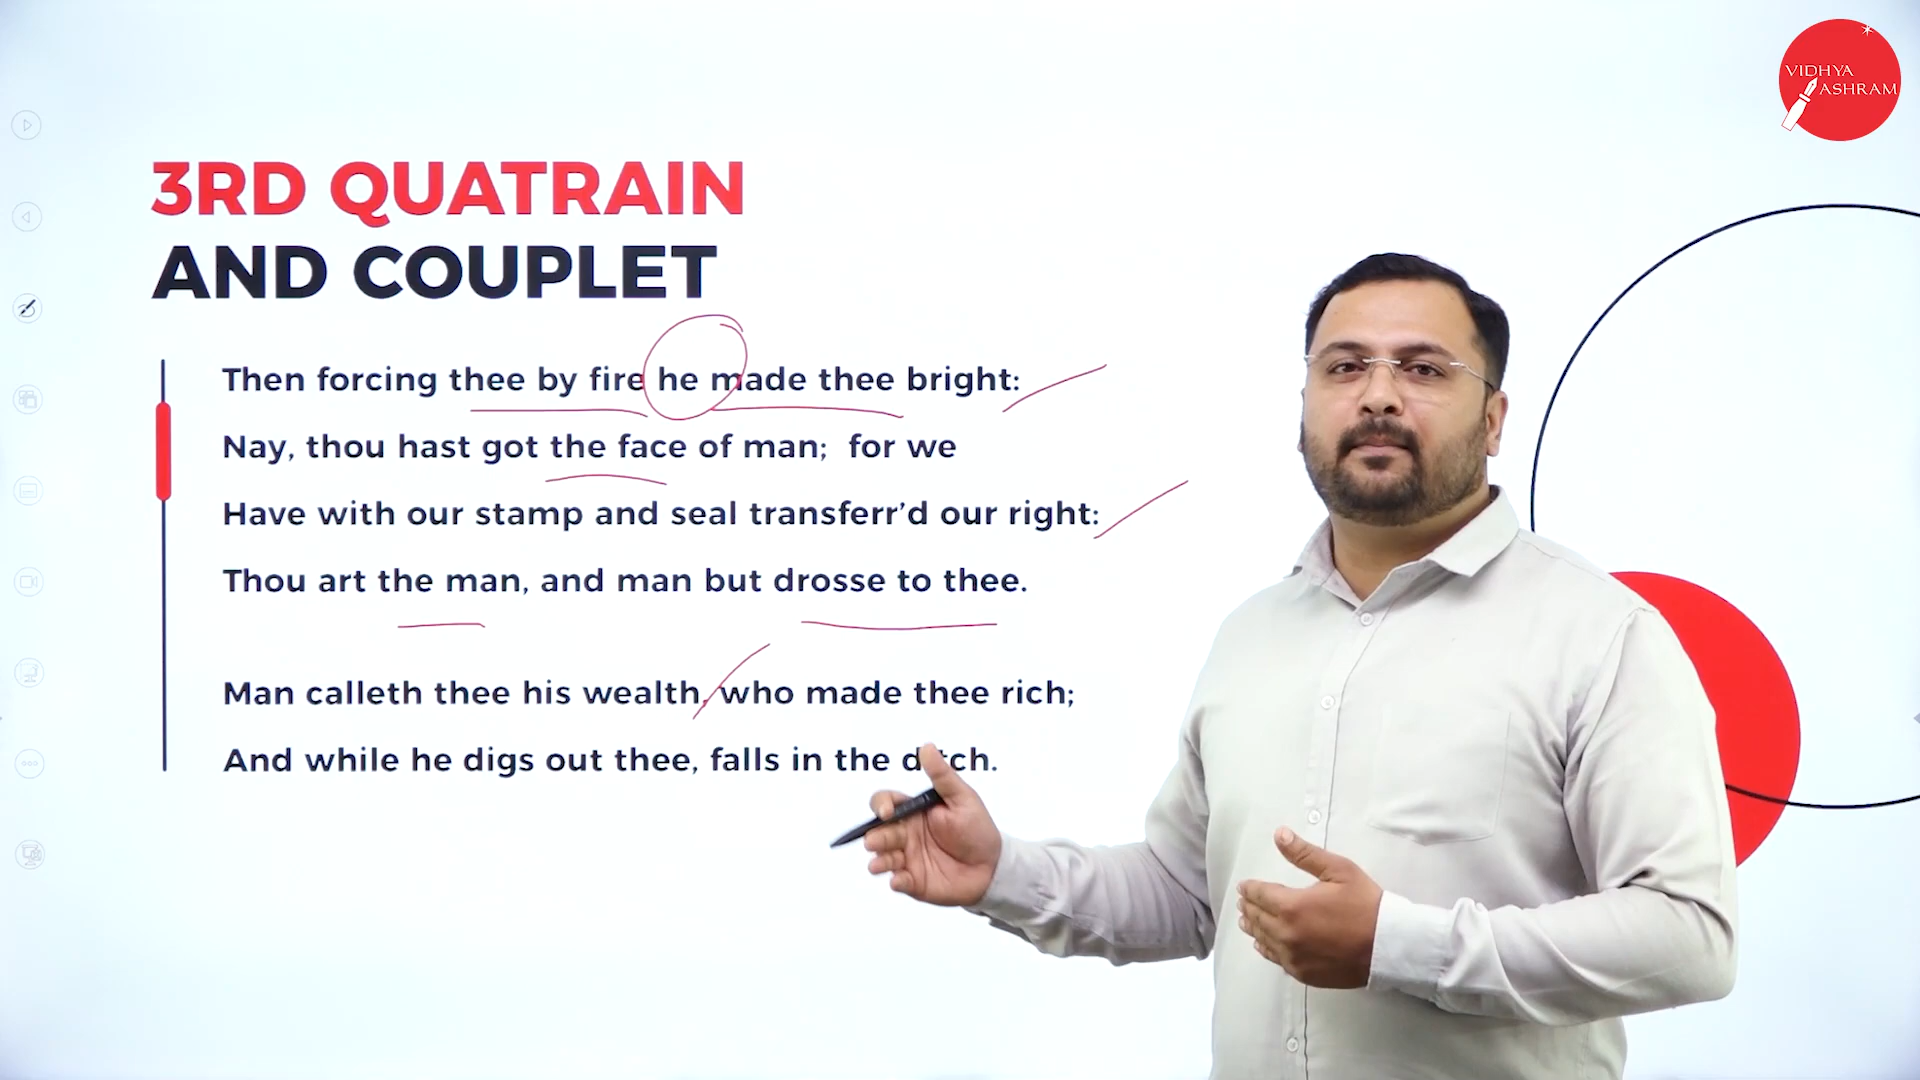 VIDHYA
ASHRAM
3RD QUATRAIN
AND COUPLET
Then forcing thee by fire he made thee bright:
Nay, thou hast got the face of man; for we
Have with our stamp and seal transferr’d our right:
Thou art the man, and man but drosse to thee.
Man calleth thee his wealth, who made thee rich;
And while he digs out thee, falls in the ditch.